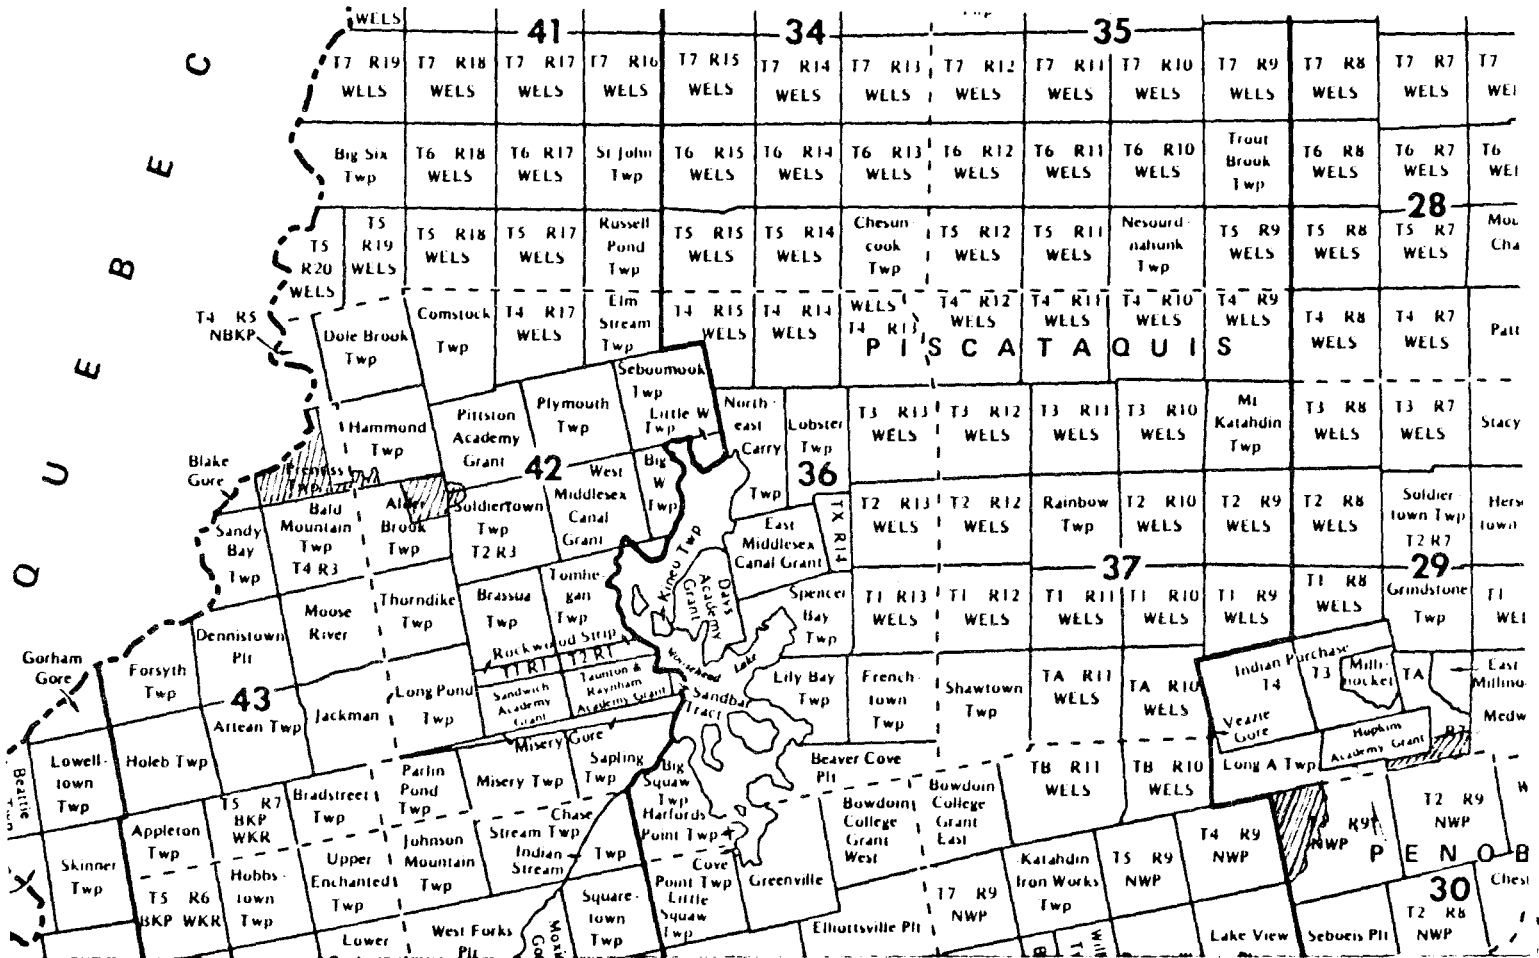 WELS
41
34
35
T7 R19 WELS
T7 R18 WELS
T7 R17 WELS
T7 R16 WELS
T7 R15 WELS
T7 R14 WELS
T7 R13 WELS
T7 R12 WELS
T7 R11 WELS
T7 R10 WELS
T7 R9 WELS
T7 R8 WELS
T7 R7 WELS
T7
Big Six Twp
T6 R18 WELS
T6 R17 WELS
St John Twp
T6 R15 WELS
T6 R14 WELS
T6 R13 WELS
T6 R12 WELS
T6 R11 WELS
T6 R10 WELS
Trout Brook Twp
T6 R8 WELS
T6 R7 WELS
T6
28
T5 R20 WELS
T5 R19 WELS
T5 R18 WELS
T5 R17 WELS
Russell Pond Twp
T5 R15 WELS
T5 R14 WELS
Chesun-cook Twp
T5 R12 WELS
T5 R11 WELS
Nesourd-nahunk Twp
T5 R9 WELS
T5 R8 WELS
T5 R7 WELS
Cha
QUEBEC
T4 R5 NBKP
Dole Brook Twp
Comstock Twp
T4 R17 WELS
Elm Stream Twp
T4 R15 WELS
T4 R14 WELS
WELS
T4 R13
T4 R12 WELS
T4 R11 WELS
T4 R10 WELS
T4 R9 WELS
T4 R8 WELS
T4 R7 WELS
Patt
PISCATAQUIS
Seboomook Twp
Little W Twp
Hammond Twp
Pittston Academy Grant
Plymouth Twp
North-east Carry Twp
Lobster Twp
T3 R13 WELS
T3 R12 WELS
T3 R11 WELS
T3 R10 WELS
Mt Katahdin Twp
T3 R8 WELS
T3 R7 WELS
Stacy
42
36
Blake Gore
Prentiss Twp
Bald Mountain Twp T4 R3
Alder Brook Twp
Soldiertown Twp T2 R3
West Middlesex Canal Grant
Big W Twp
TX R14
T2 R13 WELS
T2 R12 WELS
Rainbow Twp
T2 R10 WELS
T2 R9 WELS
T2 R8 WELS
Soldier town Twp T2 R7
Sandy Bay Twp
East Middlesex Canal Grant
37
29
Kineo Twp
Days Academy Grant
Dennistown Plt
Moose River
Thorndike Twp
Brassua Twp
Tomhe-gan Twp
Rockwood Strip
T1 R1
T2 R1
Spencer Bay Twp
T1 R13 WELS
T1 R12 WELS
T1 R11 WELS
T1 R10 WELS
T1 R9 WELS
T1 R8 WELS
Grindstone Twp
T1
Gorham Gore
Forsyth Twp
43
Attean Twp
Jackman
Long Pond Twp
Sandwich Academy Grant
Taunton & Raynham Academy Grant
Moosehead Lake
Sandbar Tract
Lily Bay Twp
French-town Twp
Shawtown Twp
TA R11 WELS
TA R10 WELS
Indian Purchase
T4
T3
Milli-nocket
TA
East Millino-
Veazie Gore
Hopkins Academy Grant
Medw
Beattie
Lowell-town Twp
Holeb Twp
Misery Gore
Parlin Pond Twp
Misery Twp
Sapling Twp
Big Squaw Twp
Beaver Cove Plt
TB R11 WELS
TB R10 WELS
Long A Twp
T5 R7 BKP WKR
Bradstreet Twp
Appleton Twp
Skinner Twp
Johnson Mountain Twp
Chase Stream Twp
Indian Stream
Twp
Harfords Point Twp
Bowdoin College Grant West
Bowdoin College Grant East
T4 R9 NWP
R9 NWP
T2 R9 NWP
PENOB
T5 R6 BKP WKR
Hobbs-town Twp
Upper Enchanted Twp
Cove Point Twp
Little Squaw Twp
Greenville
Katahdin Iron Works Twp
T5 R9 NWP
T7 R9 NWP
30
T2 R8 NWP
Lower
West Forks Plt
Square-town Twp
Elliottsville Plt
Lake View
Seboeis Plt